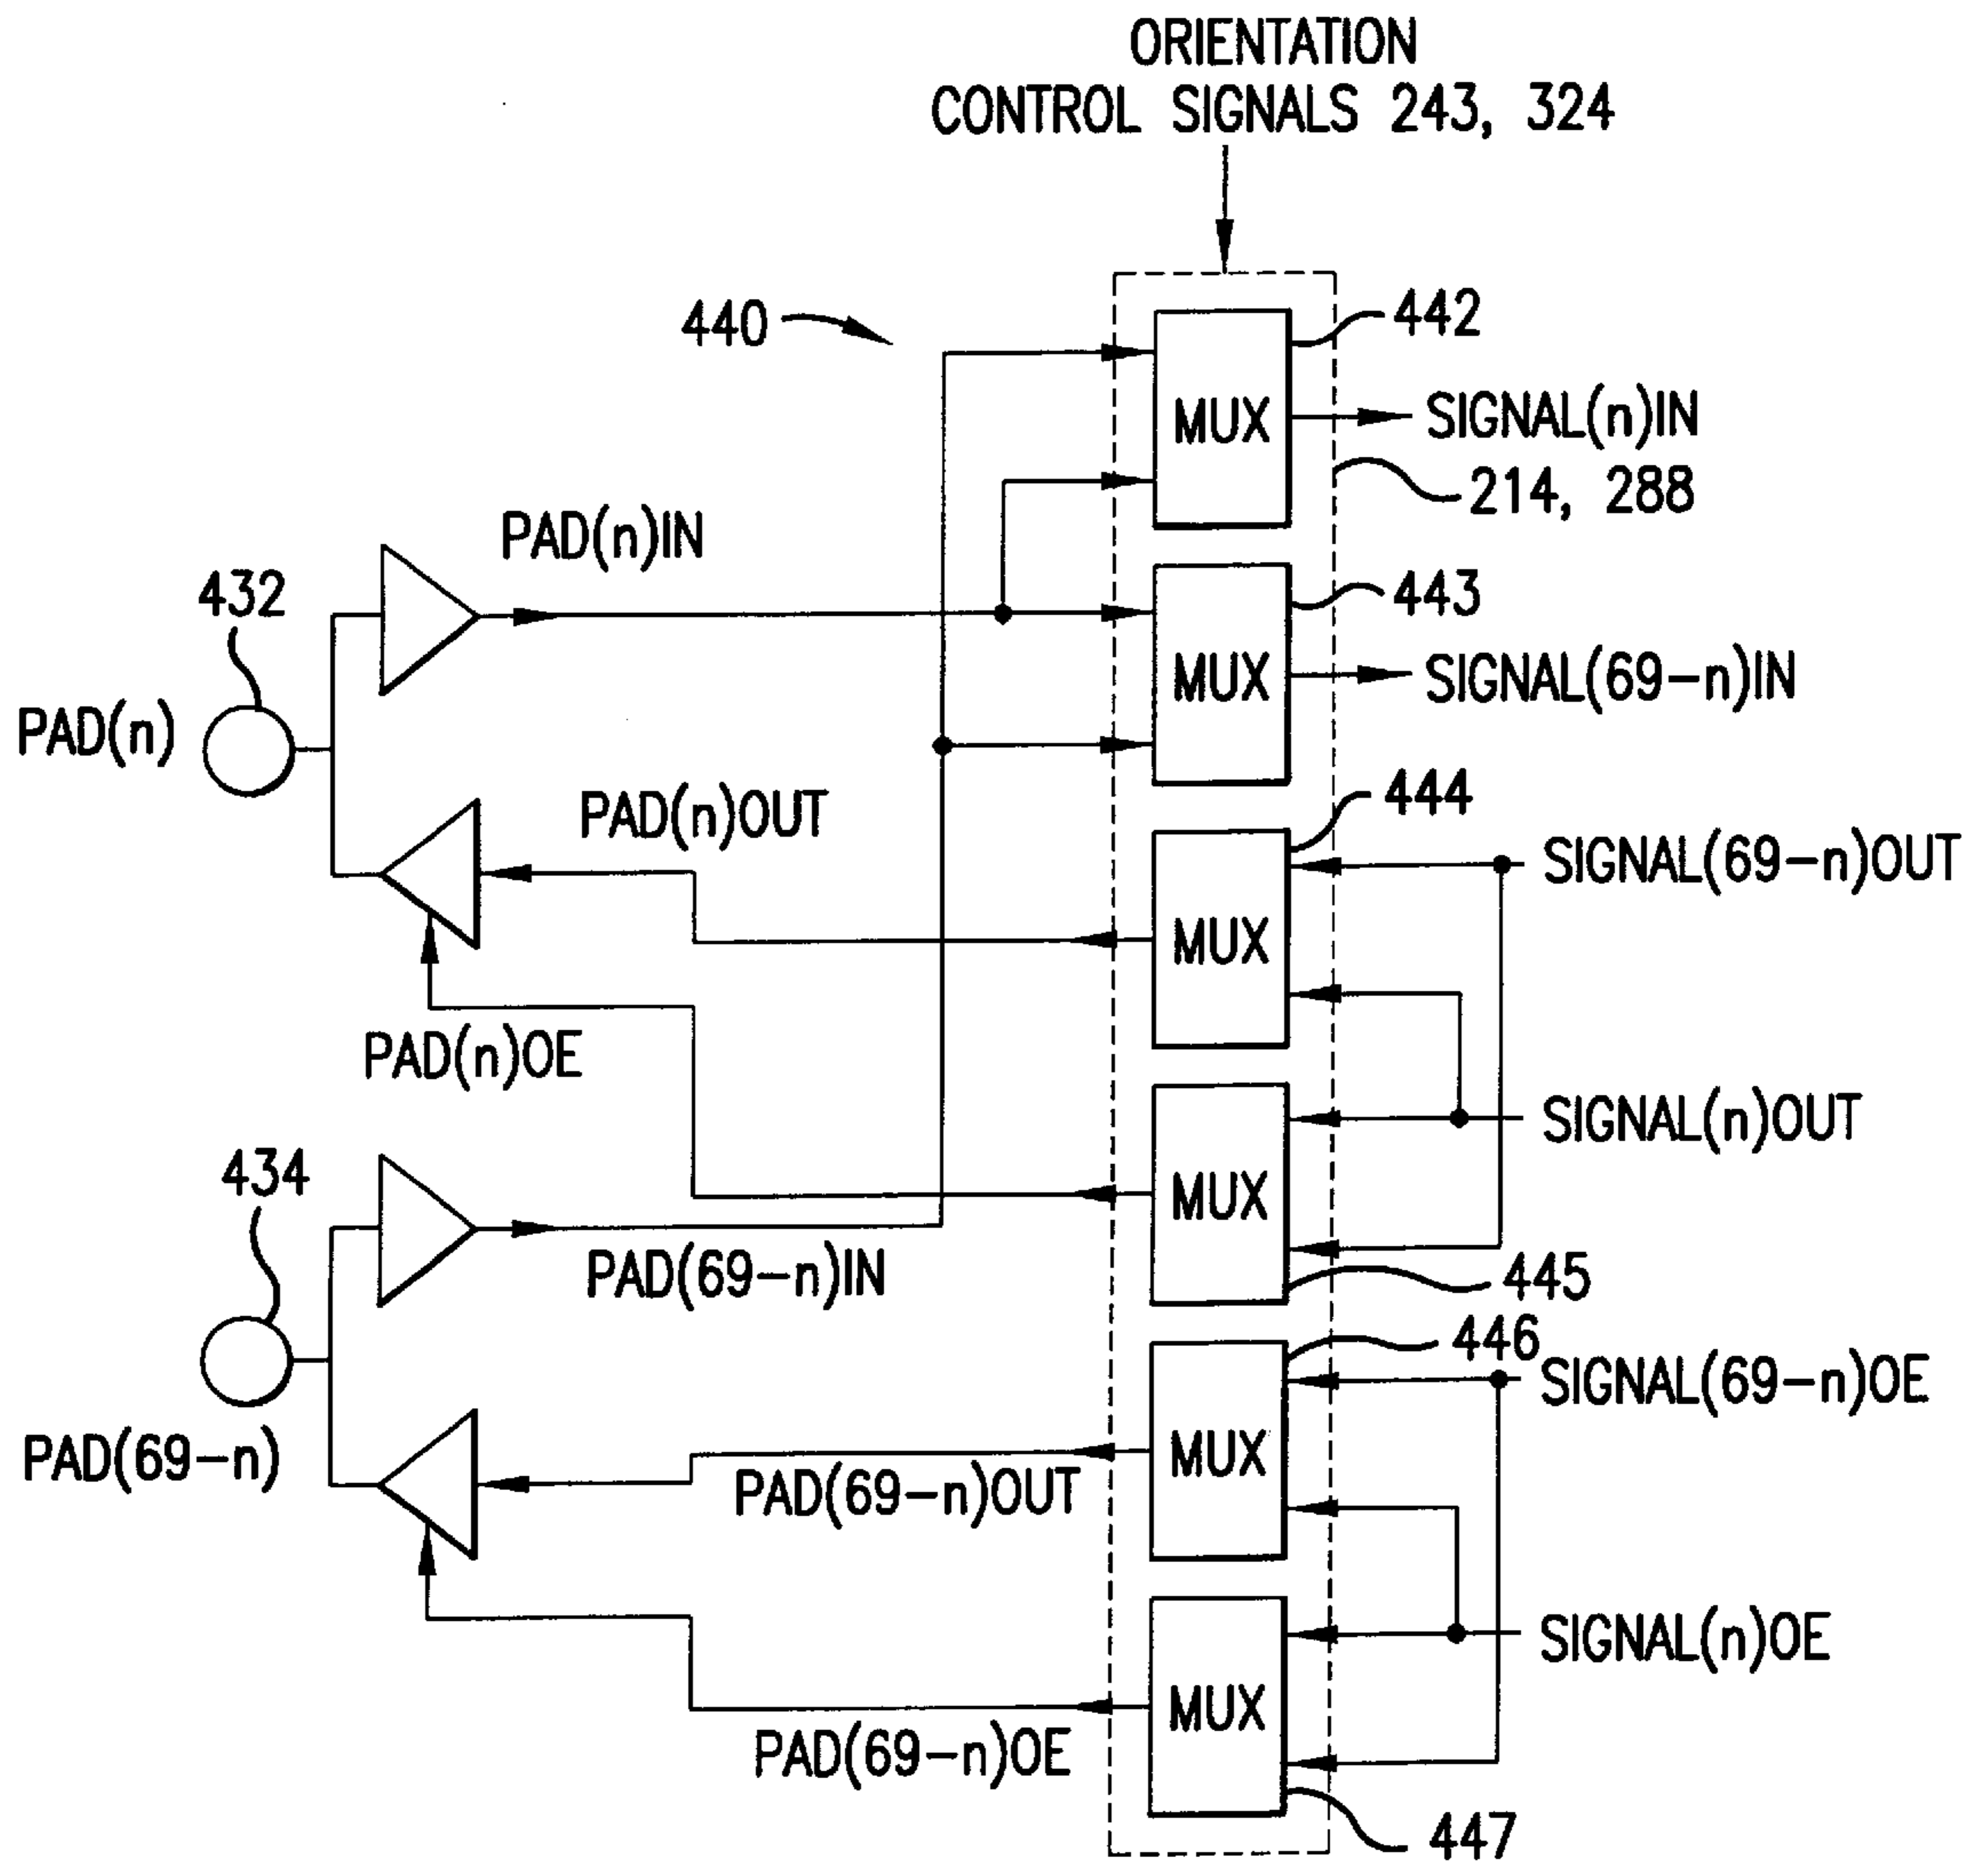 ORIENTATION
CONTROL SIGNALS 243, 324
440
442
MUX
SIGNAL(n)IN
214, 288
PAD(n)IN
432
443
MUX
SIGNAL(69-n)IN
PAD(n)
PAD(n)OUT
444
SIGNAL(69-n)OUT
MUX
PAD(n)OE
SIGNAL(n)OUT
434
MUX
PAD(69-n)IN
445
446
SIGNAL(69-n)OE
PAD(69-n)
MUX
PAD(69-n)OUT
SIGNAL(n)OE
MUX
PAD(69-n)OE
447